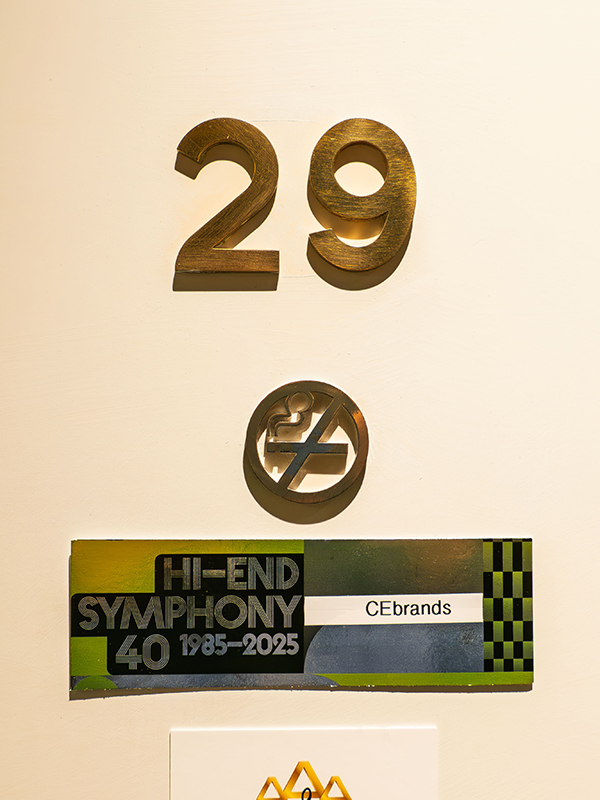 29
HI-END
SYMPHONY
40 1985-2025
CEbrands